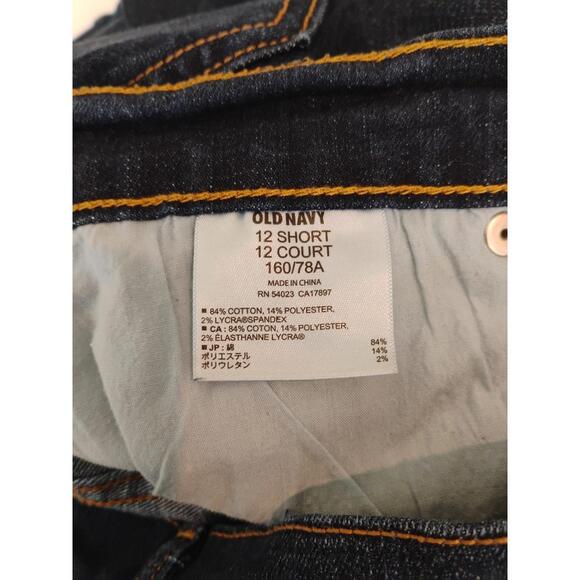 OLD NAVY
12 SHORT
12 COURT
160/78A
MADE IN CHINA
RN 54023 CA17897
■ 84% COTTON, 14% POLYESTER,
2% LYCRA®SPANDEX
■ CA : 84% COTON, 14% POLYESTER,
2% ÉLASTHANNE LYCRA®
■ JP : 綿 84%
ポリエステル 14%
ポリウレタン 2%